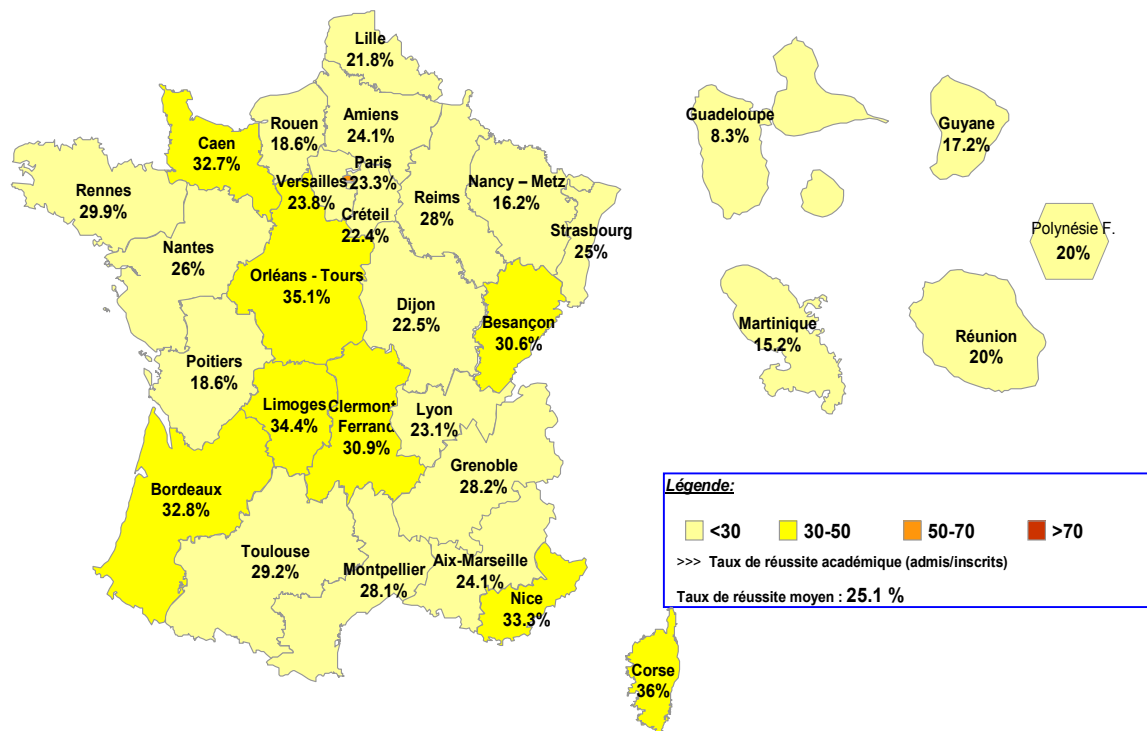 Lille
21.8%
Rouen
18.6%
Amiens
24.1%
Caen
32.7%
Paris
23.3%
Versailles
23.8%
Créteil
22.4%
Reims
28%
Nancy – Metz
16.2%
Strasbourg
25%
Rennes
29.9%
Nantes
26%
Orléans - Tours
35.1%
Dijon
22.5%
Besançon
30.6%
Poitiers
18.6%
Limoges
34.4%
Clermont
Ferrand
30.9%
Lyon
23.1%
Grenoble
28.2%
Bordeaux
32.8%
Toulouse
29.2%
Montpellier
28.1%
Aix-Marseille
24.1%
Nice
33.3%
Corse
36%
Guadeloupe
8.3%
Guyane
17.2%
Polynésie F.
20%
Martinique
15.2%
Réunion
20%
Légende:
<30 30-50 50-70 >70
>>> Taux de réussite académique (admis/inscrits)
Taux de réussite moyen : 25.1 %